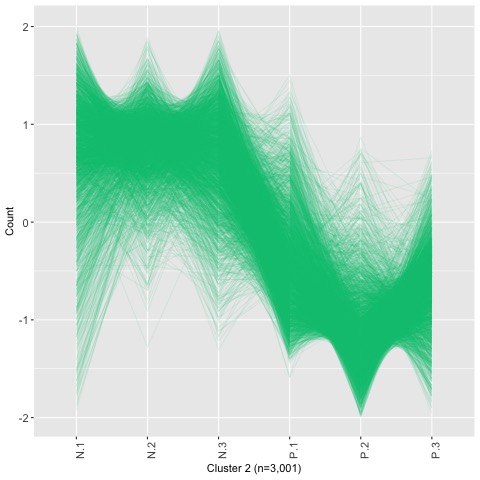 2
1
0
-1
-2
Count
N.1
N.2
N.3
P.1
P.2
P.3
Cluster 2 (n=3,001)